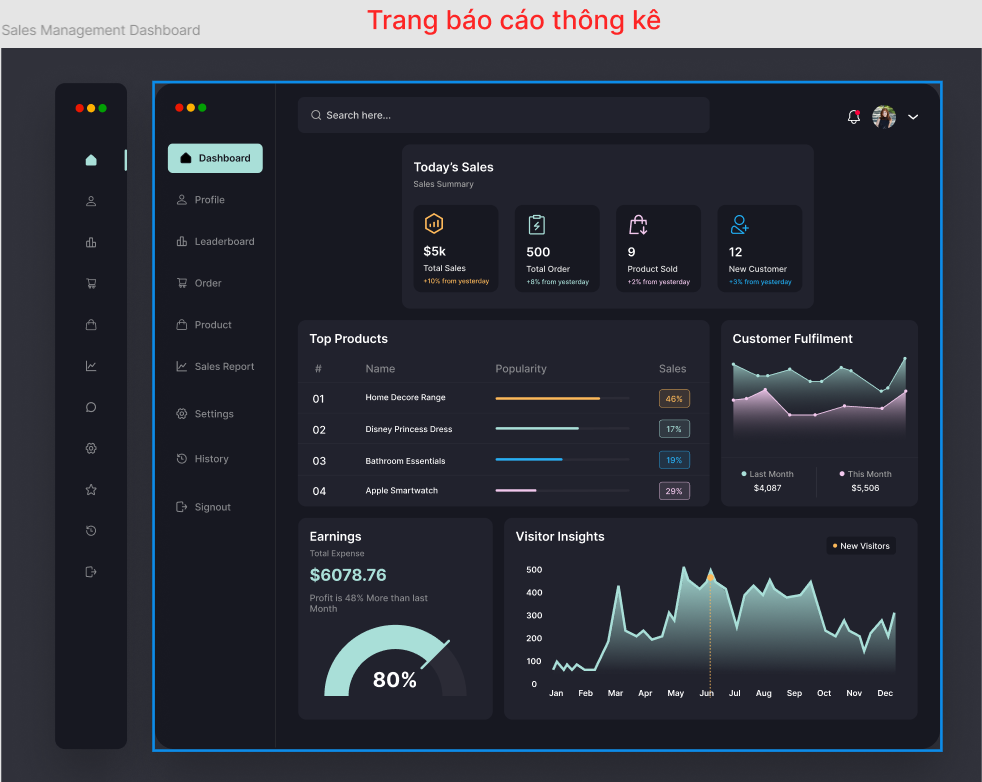 Trang báo cáo thông kê
Sales Management Dashboard
Search here...
Dashboard
Profile
Leaderboard
Order
Product
Sales Report
Settings
History
Signout
Today's Sales
Sales Summary
$5k
Total Sales
+10% from yesterday
500
Total Order
+8% from yesterday
9
Product Sold
+2% from yesterday
12
New Customer
+3% from yesterday
Top Products
# Name Popularity Sales
01 Home Decore Range 46%
02 Disney Princess Dress 17%
03 Bathroom Essentials 19%
04 Apple Smartwatch 29%
Customer Fulfilment
Last Month
$4,087
This Month
$5,506
Earnings
Total Expense
$6078.76
Profit is 48% More than last
Month
80%
Visitor Insights
New Visitors
500
400
300
200
100
0
Jan Feb Mar Apr May Jun Jul Aug Sep Oct Nov Dec